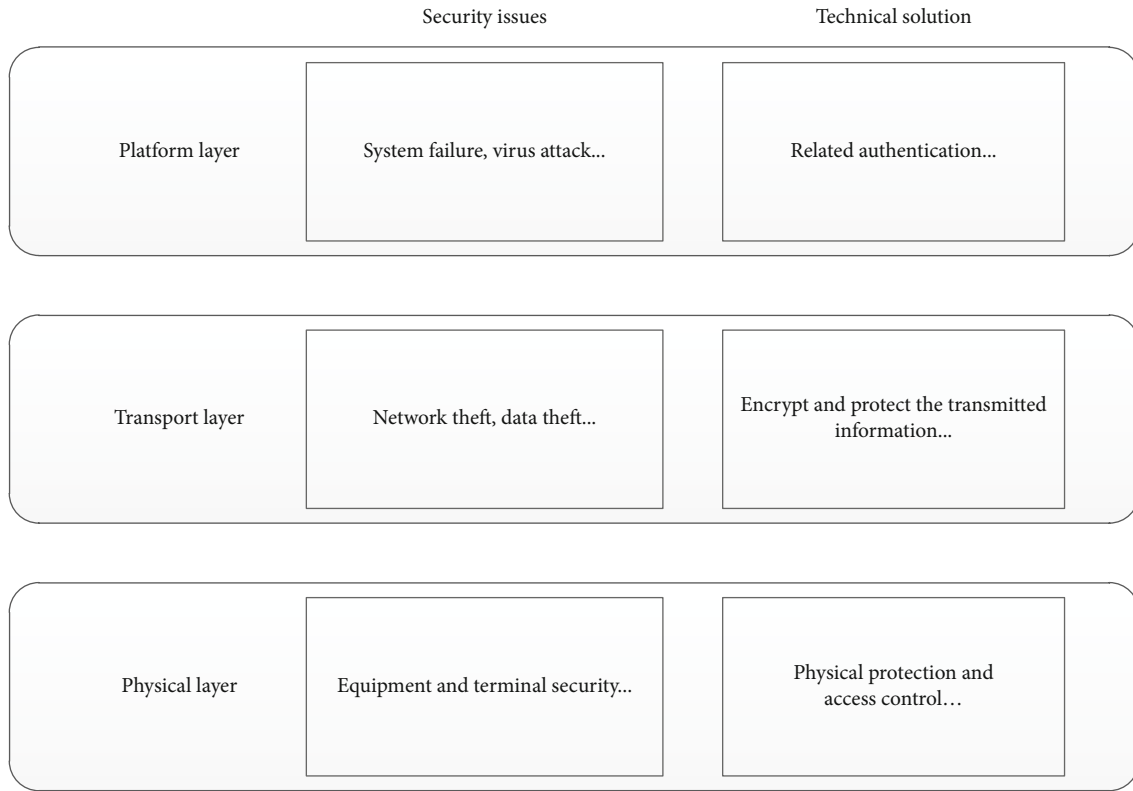 Security issues
Technical solution
Platform layer
System failure, virus attack...
Related authentication...
Transport layer
Network theft, data theft...
Encrypt and protect the transmitted
information...
Physical layer
Equipment and terminal security...
Physical protection and
access control…